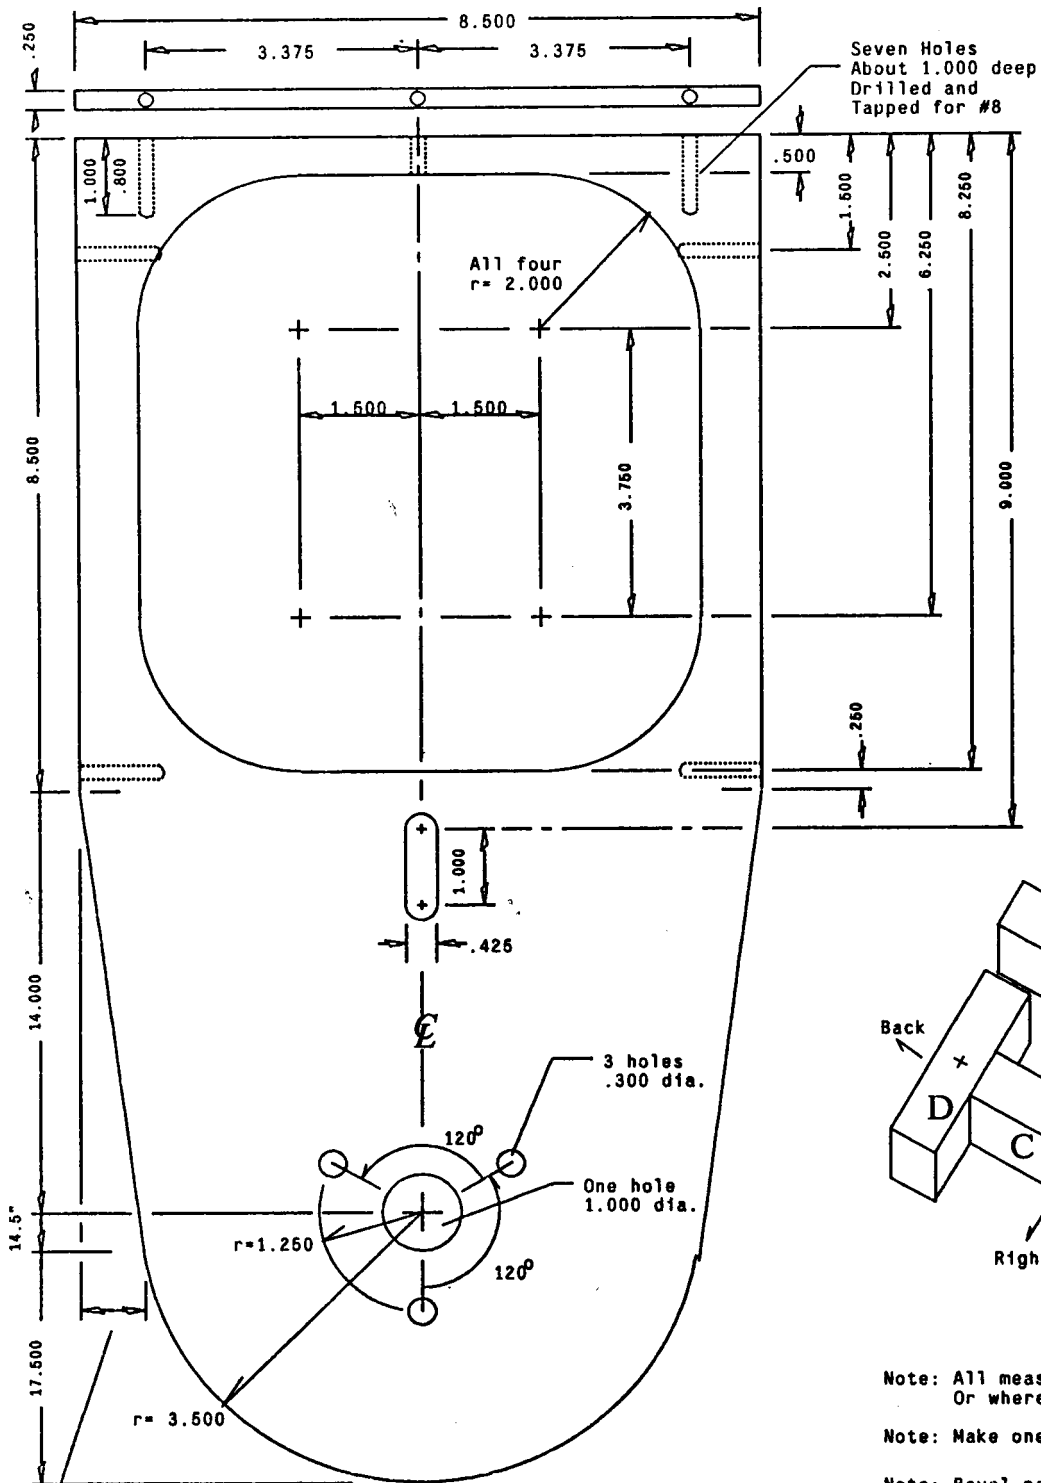 8.500
.250
3.375
3.375
Seven Holes
About 1.000 deep
Drilled and
Tapped for #8
1.000
.800
.500
1.500
2.500
6.250
8.250
9.000
All four
r= 2.000
1.500
1.500
3.750
8.500
.250
1.000
.425
14.000
CL
3 holes
.300 dia.
120°
One hole
1.000 dia.
r=1.250
120°
14.5"
17.500
r= 3.500
Back
D
C
Righ
Note: All meas
Or where
Note: Make one